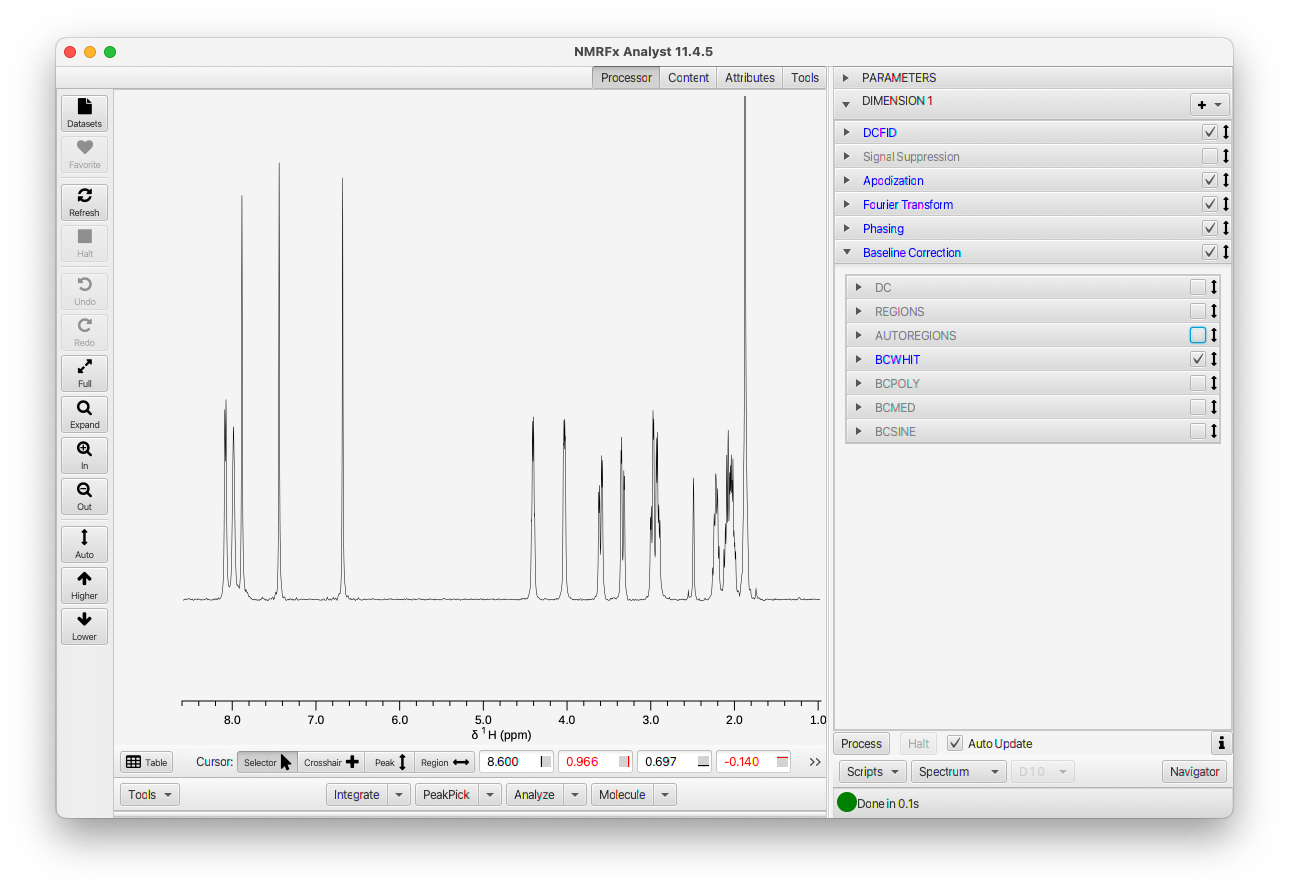 NMRFx Analyst 11.4.5
Processor Content Attributes Tools
Datasets
Favorite
Refresh
Halt
Undo
Redo
Full
Expand
In
Out
Auto
Higher
Lower
8.0 7.0 6.0 5.0 4.0 3.0 2.0 1.0
δ ¹H (ppm)
Table Cursor: Selector Crosshair Peak Region 8.600 0.966 0.697 -0.140 >>
Tools Integrate PeakPick Analyze Molecule
PARAMETERS
DIMENSION 1 +
DCFID
Signal Suppression
Apodization
Fourier Transform
Phasing
Baseline Correction
DC
REGIONS
AUTOREGIONS
BCWHIT
BCPOLY
BCMED
BCSINE
Process Halt Auto Update
Scripts Spectrum D10 Navigator
Done in 0.1s